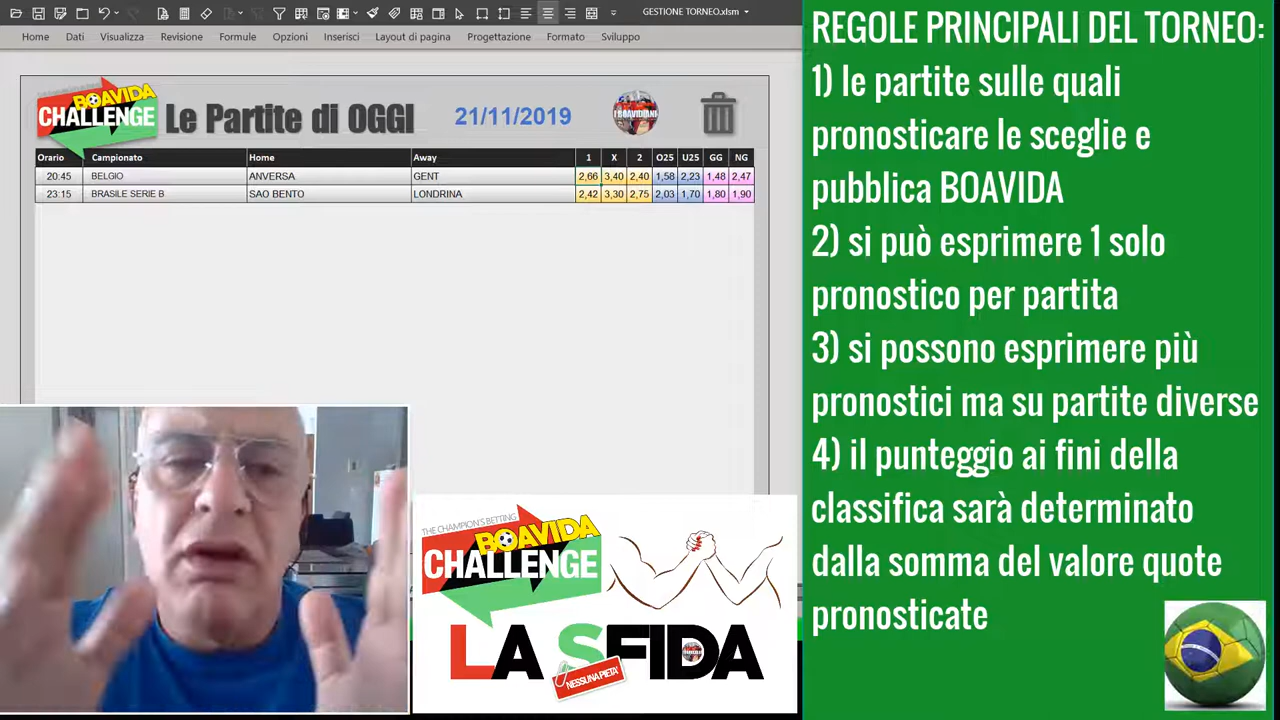 GESTIONE TORNEO.xlsm
Home Dati Visualizza Revisione Formule Opzioni Inserisci Layout di pagina Progettazione Formato Sviluppo
BOAVIDA
CHALLENGE
Le Partite di OGGI
21/11/2019
I BOAVIDIANI
Orario Campionato Home Away 1 X 2 O25 U25 GG NG
20:45 BELGIO ANVERSA GENT 2,66 3,40 2,40 1,58 2,23 1,48 2,47
23:15 BRASILE SERIE B SAO BENTO LONDRINA 2,42 3,30 2,75 2,03 1,70 1,80 1,90
THE CHAMPION'S BETTING
BOAVIDA
CHALLENGE
LA SFIDA
NESSUNA PIETA'
REGOLE PRINCIPALI DEL TORNEO:
1) le partite sulle quali
pronosticare le sceglie e
pubblica BOAVIDA
2) si può esprimere 1 solo
pronostico per partita
3) si possono esprimere più
pronostici ma su partite diverse
4) il punteggio ai fini della
classifica sarà determinato
dalla somma del valore quote
pronosticate